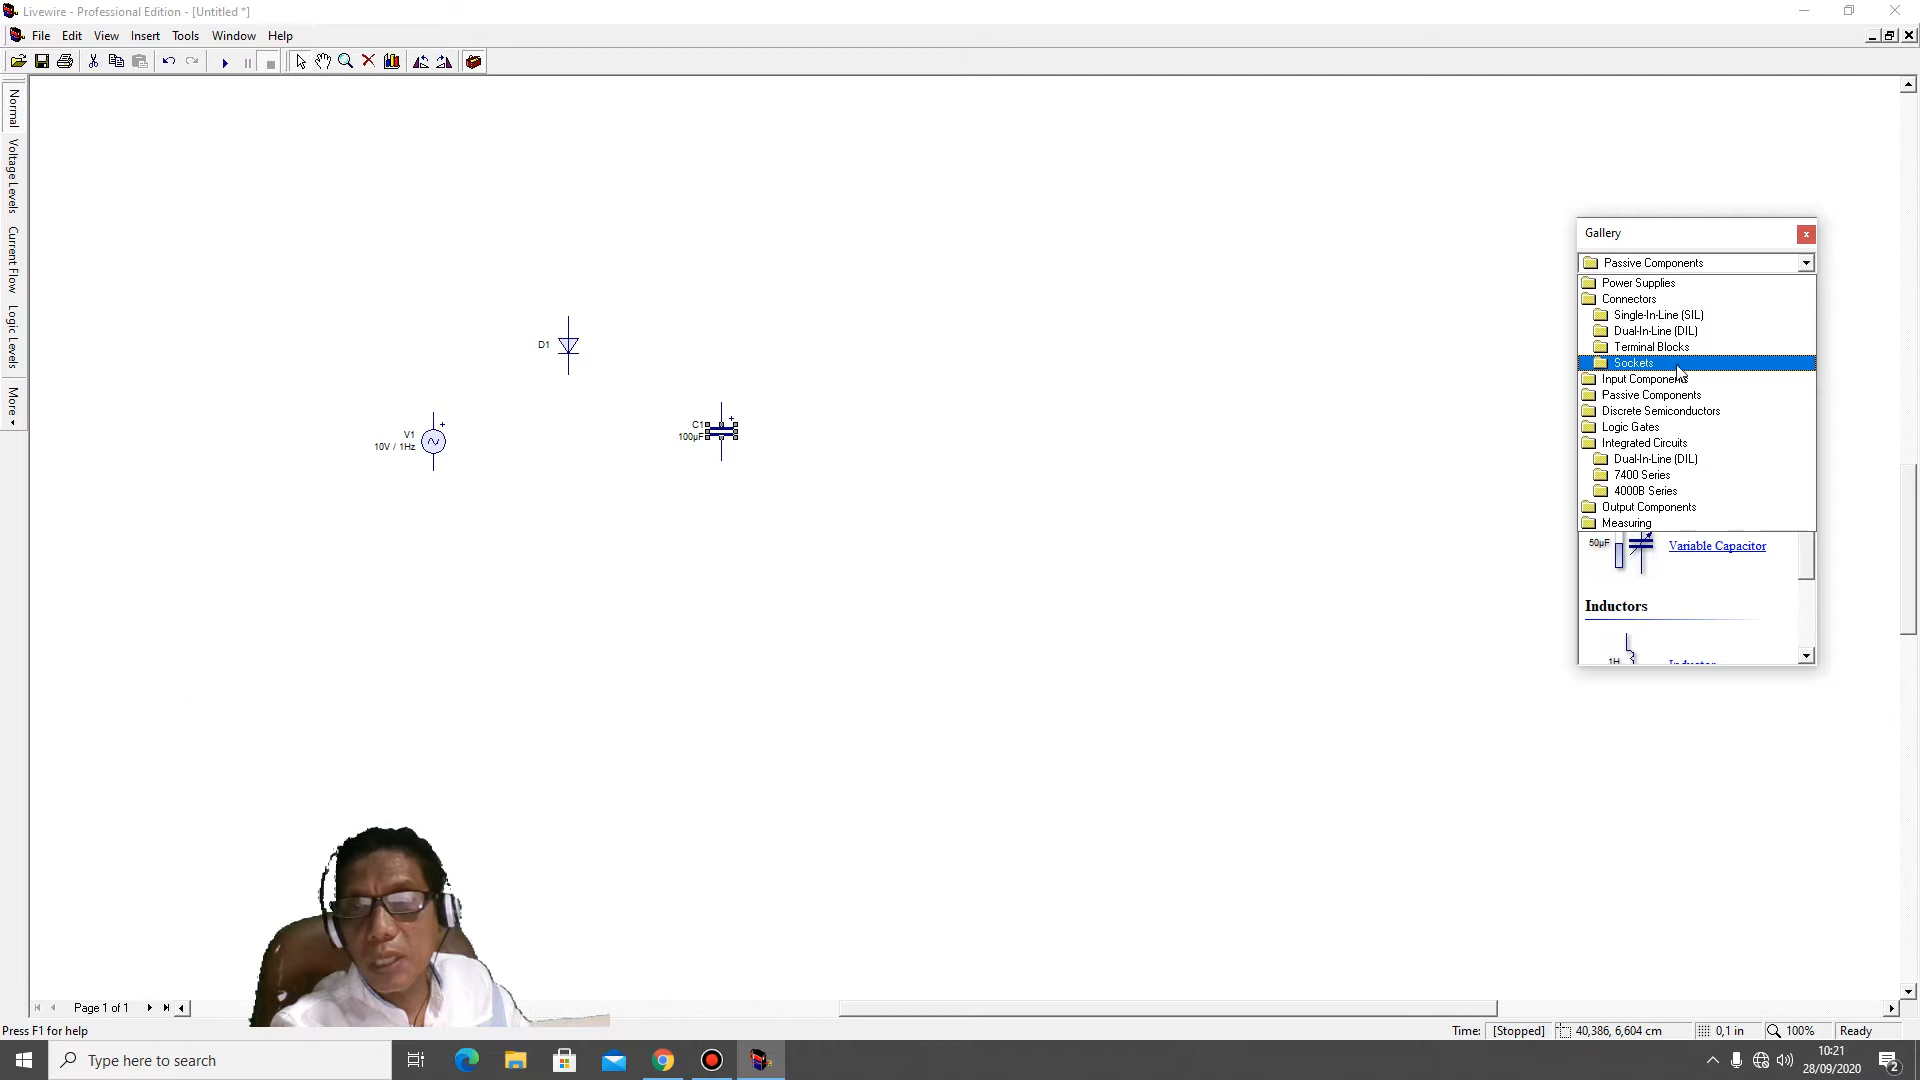 Livewire - Professional Edition - [Untitled *]
File Edit View Insert Tools Window Help
Normal
Voltage Levels
Current Flow
Logic Levels
More
Gallery
Passive Components
Power Supplies
Connectors
Single-In-Line (SIL)
Dual-In-Line (DIL)
Terminal Blocks
Sockets
Input Components
Passive Components
Discrete Semiconductors
Logic Gates
Integrated Circuits
Dual-In-Line (DIL)
7400 Series
4000B Series
Output Components
Measuring
50µF Variable Capacitor
Inductors
1H
D1
V1
10V / 1Hz
C1
100µF
Page 1 of 1
Press F1 for help
Time: [Stopped] 40,386, 6,604 cm 0,1 in 100% Ready
Type here to search
10:21
28/09/2020
2